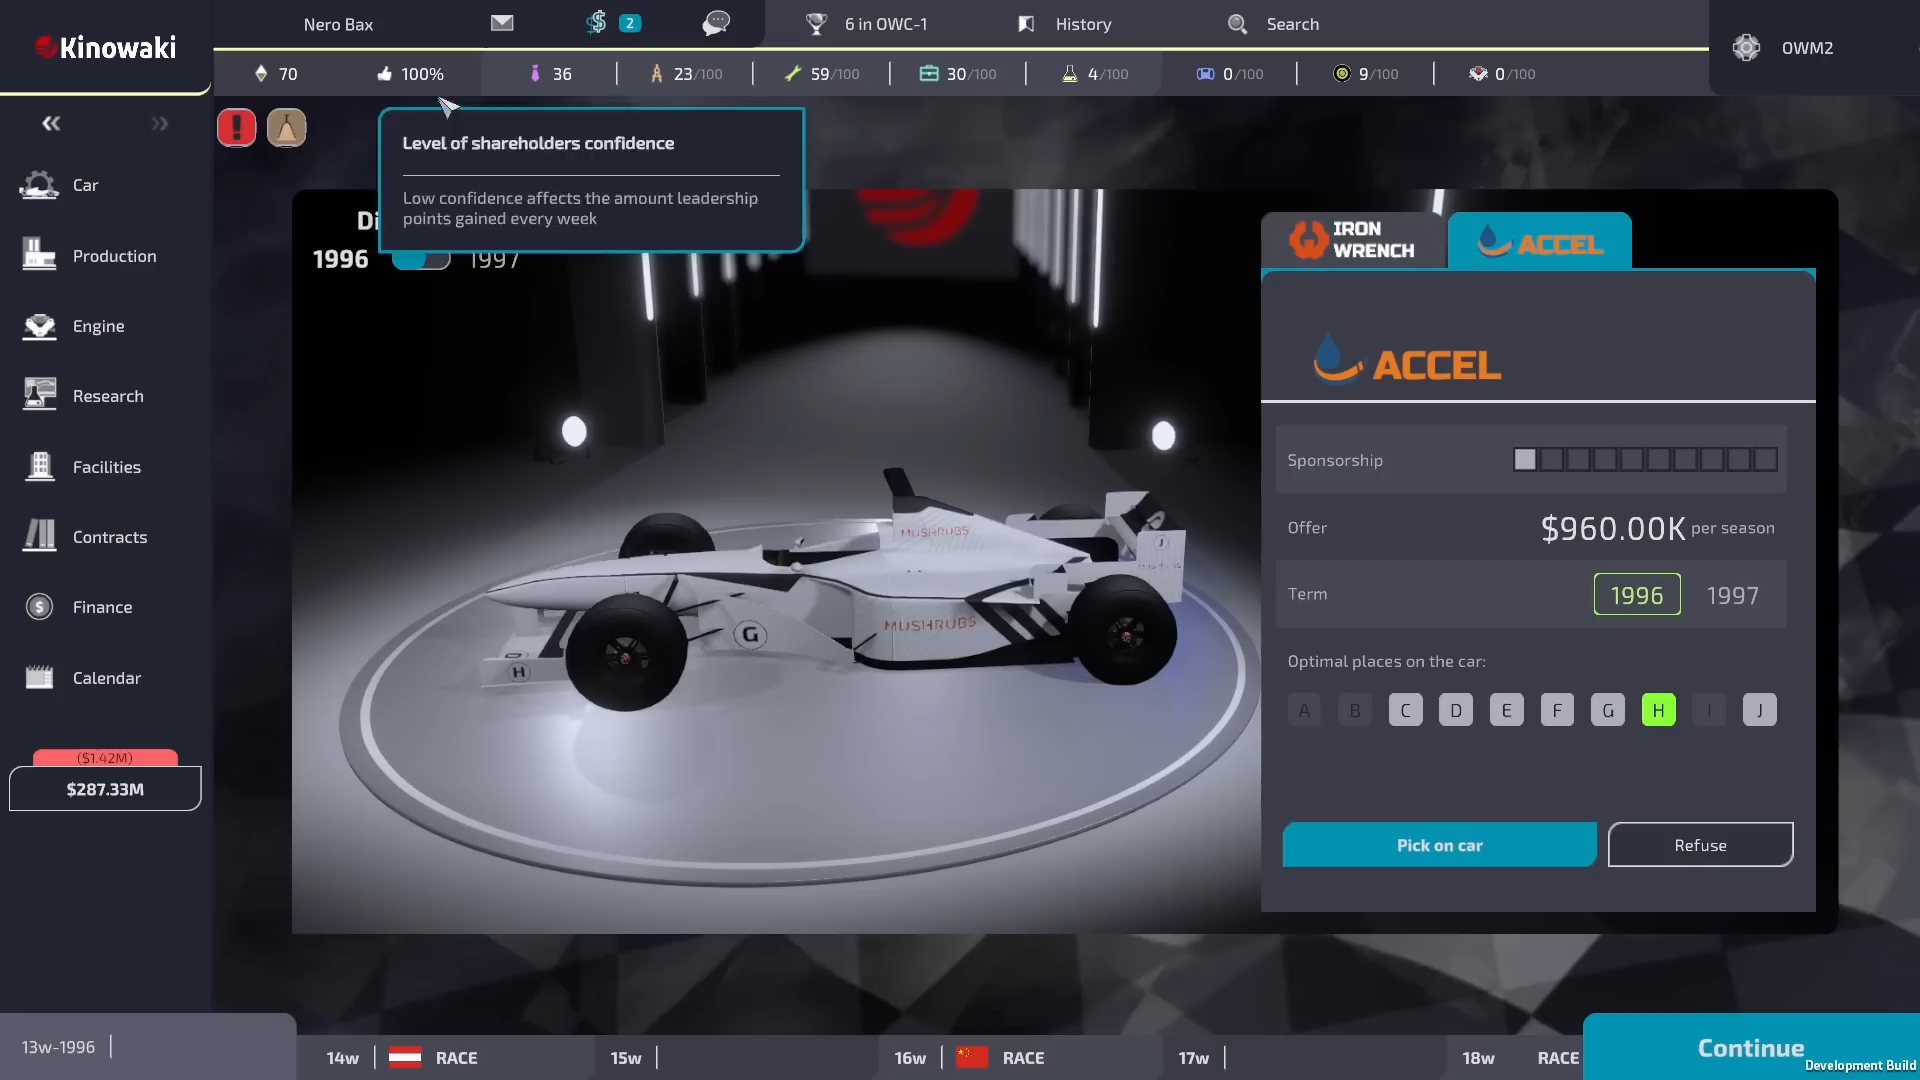 Kinowaki
Nero Bax
2
6 in OWC-1
History
Search
OWM2
70
100%
36
23/100
59/100
30/100
4/100
0/100
9/100
0/100
Level of shareholders confidence
Low confidence affects the amount leadership
points gained every week
Di
1996
1997
Car
Production
Engine
Research
Facilities
Contracts
Finance
Calendar
($1.42M)
$287.33M
MUSHRUBS
MUSHRUBS
G
H
D
J
IRON
WRENCH
ACCEL
ACCEL
Sponsorship
Offer
$960.00K per season
Term
1996
1997
Optimal places on the car:
A B C D E F G H I J
Pick on car
Refuse
13w-1996
14w
RACE
15w
16w
RACE
17w
18w
RACE
Continue
Development Build